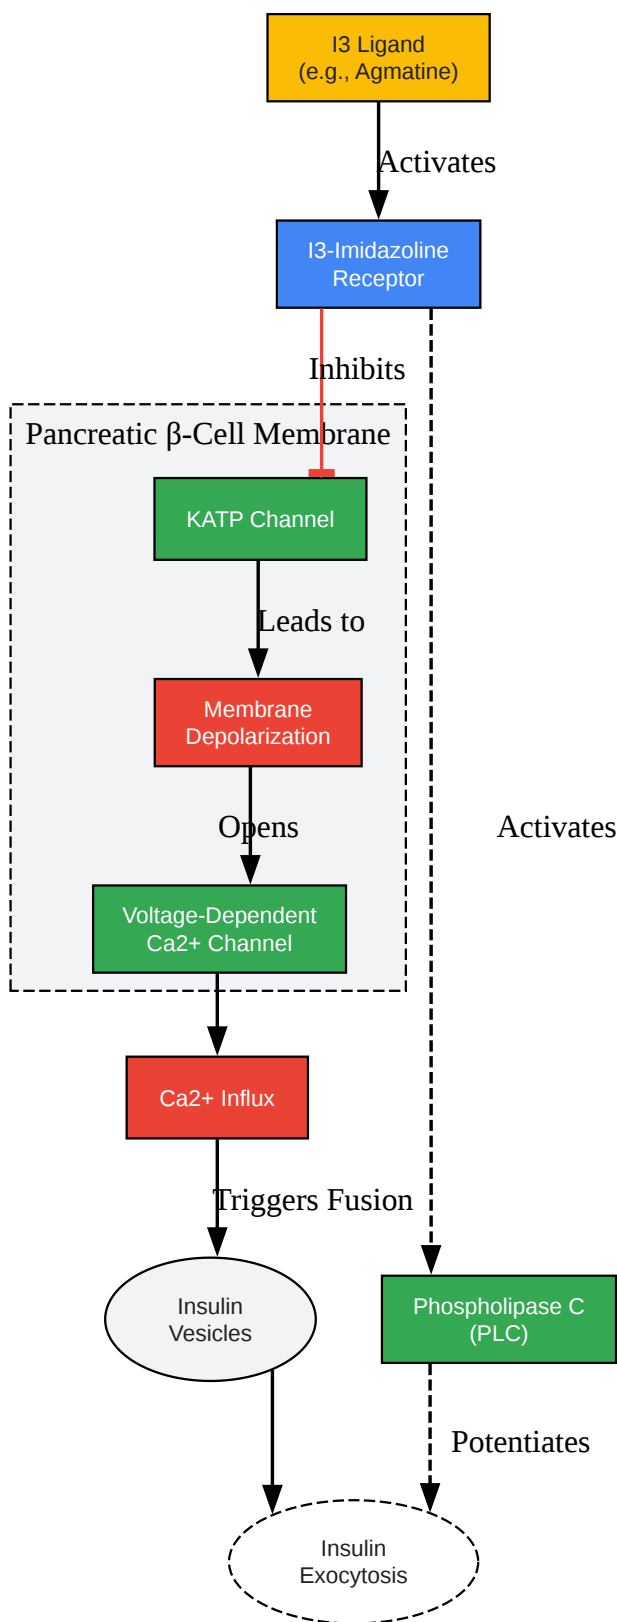 I3 Ligand
(e.g., Agmatine)
Activates
I3-Imidazoline
Receptor
Inhibits
Pancreatic β-Cell Membrane
KATP Channel
Leads to
Membrane
Depolarization
Opens
Activates
Voltage-Dependent
Ca2+ Channel
Ca2+ Influx
Triggers Fusion
Insulin
Vesicles
Phospholipase C
(PLC)
Potentiates
Insulin
Exocytosis